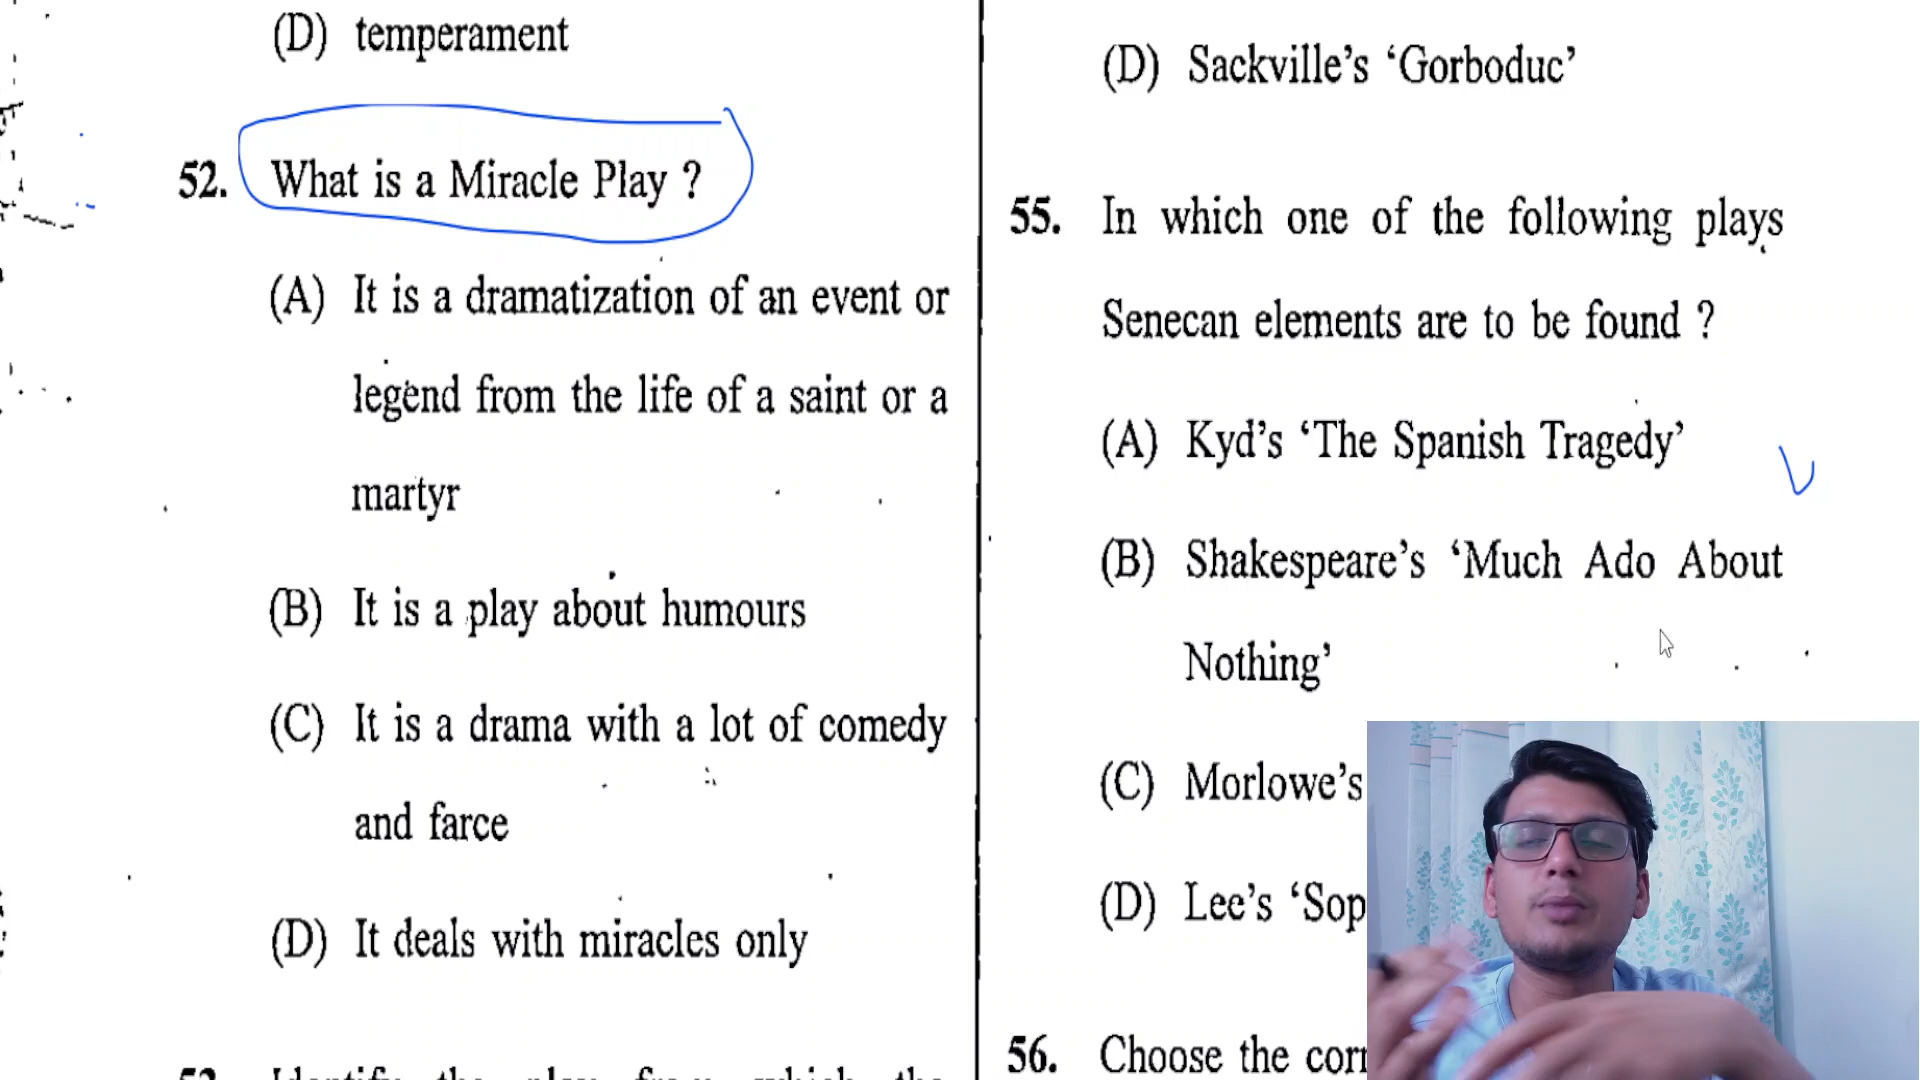 (D) temperament
52. What is a Miracle Play ?
(A) It is a dramatization of an event or
legend from the life of a saint or a
martyr
(B) It is a play about humours
(C) It is a drama with a lot of comedy
and farce
(D) It deals with miracles only
(D) Sackville's ‘Gorboduc’
55. In which one of the following plays
Senecan elements are to be found ?
(A) Kyd's ‘The Spanish Tragedy’
(B) Shakespeare's ‘Much Ado About
Nothing’
(C) Morlowe's
(D) Lee's ‘Sop
56. Choose the corr